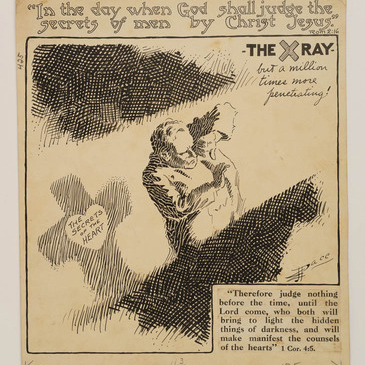 "In the day when God shall judge the
secrets of men by Christ Jesus."
Rom 2:16
425
-THE X RAY-
but a million
times more
penetrating!
THE
SECRETS
OF THE
HEART
PACE
"Therefore judge nothing
before the time, until the
Lord come, who both will
bring to light the hidden
things of darkness, and will
make manifest the counsels
of the hearts" 1 Cor. 4:5.